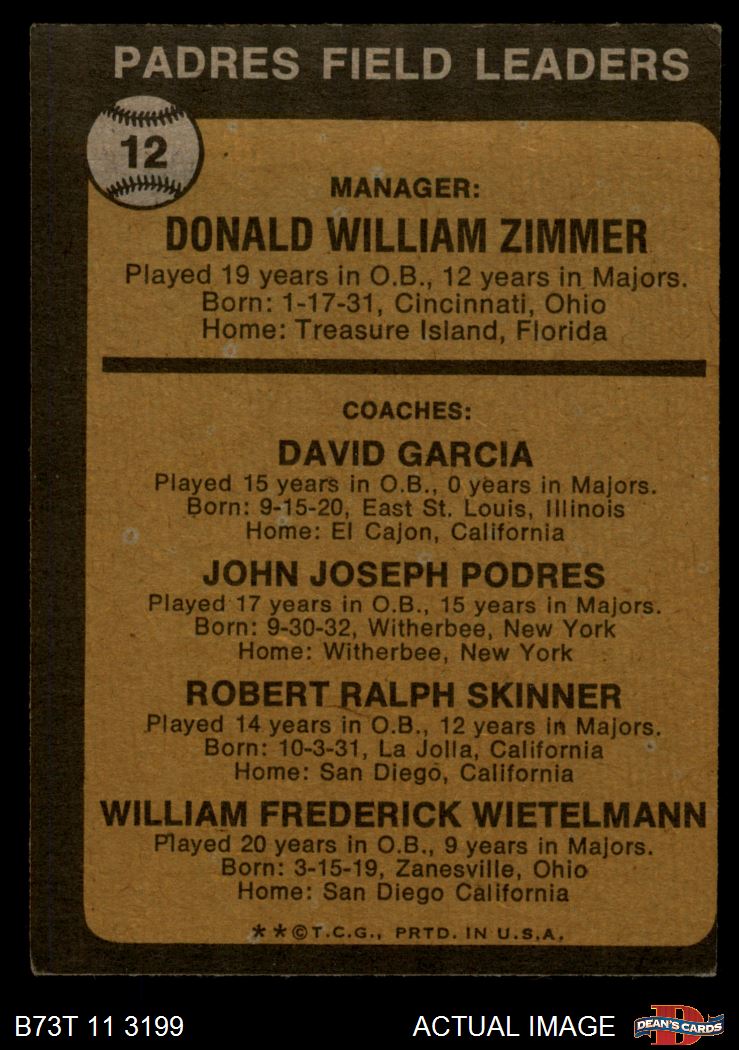 PADRES FIELD LEADERS
12
MANAGER:
DONALD WILLIAM ZIMMER
Played 19 years in O.B., 12 years in Majors.
Born: 1-17-31, Cincinnati, Ohio
Home: Treasure Island, Florida
COACHES:
DAVID GARCIA
Played 15 years in O.B., 0 years in Majors.
Born: 9-15-20, East St. Louis, Illinois
Home: El Cajon, California
JOHN JOSEPH PODRES
Played 17 years in O.B., 15 years in Majors.
Born: 9-30-32, Witherbee, New York
Home: Witherbee, New York
ROBERT RALPH SKINNER
Played 14 years in O.B., 12 years in Majors.
Born: 10-3-31, La Jolla, California
Home: San Diego, California
WILLIAM FREDERICK WIETELMANN
Played 20 years in O.B., 9 years in Majors.
Born: 3-15-19, Zanesville, Ohio
Home: San Diego California
**©T.C.G., PRTD. IN U.S.A.
B73T 11 3199 ACTUAL IMAGE
D
DEAN'S CARDS